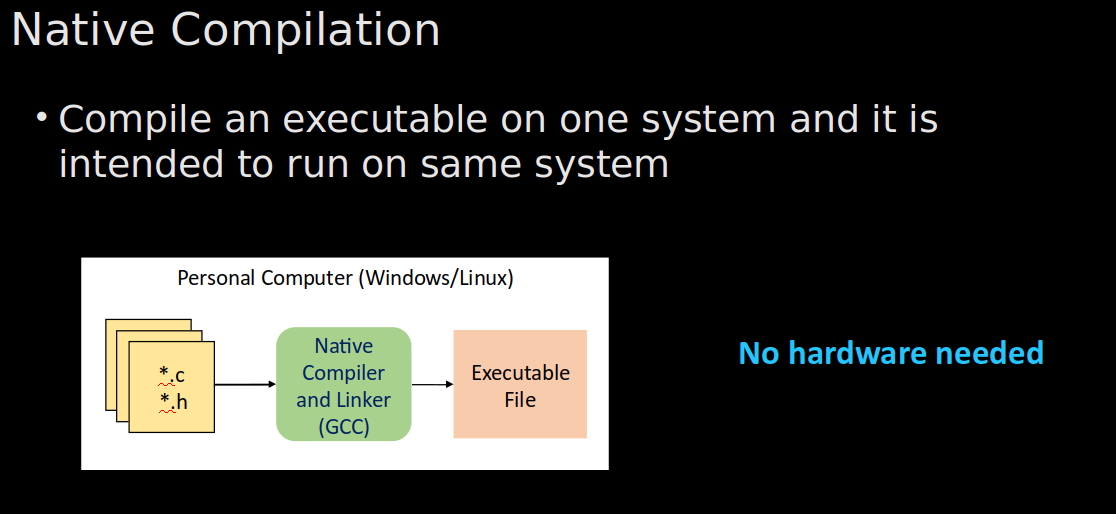 Native Compilation
• Compile an executable on one system and it is
intended to run on same system
Personal Computer (Windows/Linux)
*.c
*.h
Native
Compiler
and Linker
(GCC)
Executable
File
No hardware needed